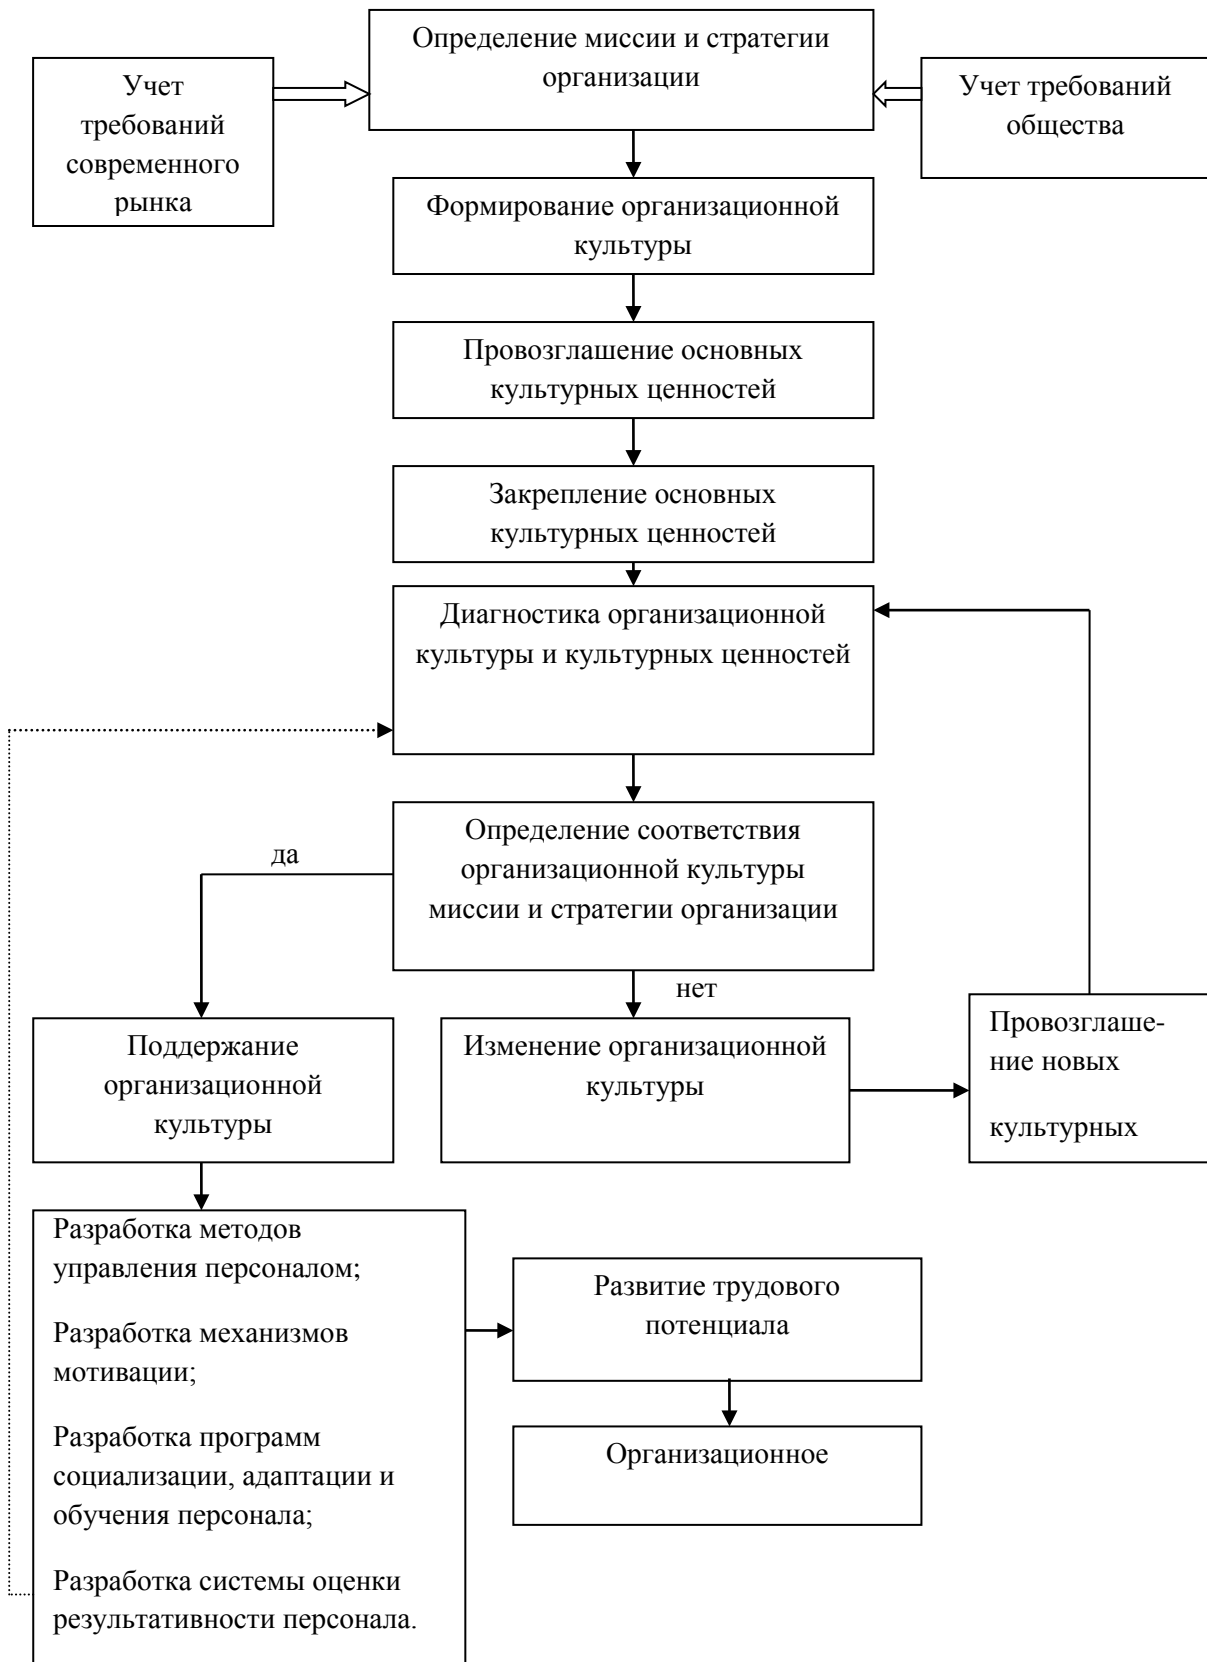 Определение миссии и стратегии
организации
Учет
требований
современного
рынка
Учет требований
общества
Формирование организационной
культуры
Провозглашение основных
культурных ценностей
Закрепление основных
культурных ценностей
Диагностика организационной
культуры и культурных ценностей
Определение соответствия
организационной культуры
миссии и стратегии организации
да
нет
Поддержание
организационной
культуры
Изменение организационной
культуры
Провозглаше-
ние новых
культурных
Разработка методов
управления персоналом;
Разработка механизмов
мотивации;
Разработка программ
социализации, адаптации и
обучения персонала;
Разработка системы оценки
результативности персонала.
Развитие трудового
потенциала
Организационное